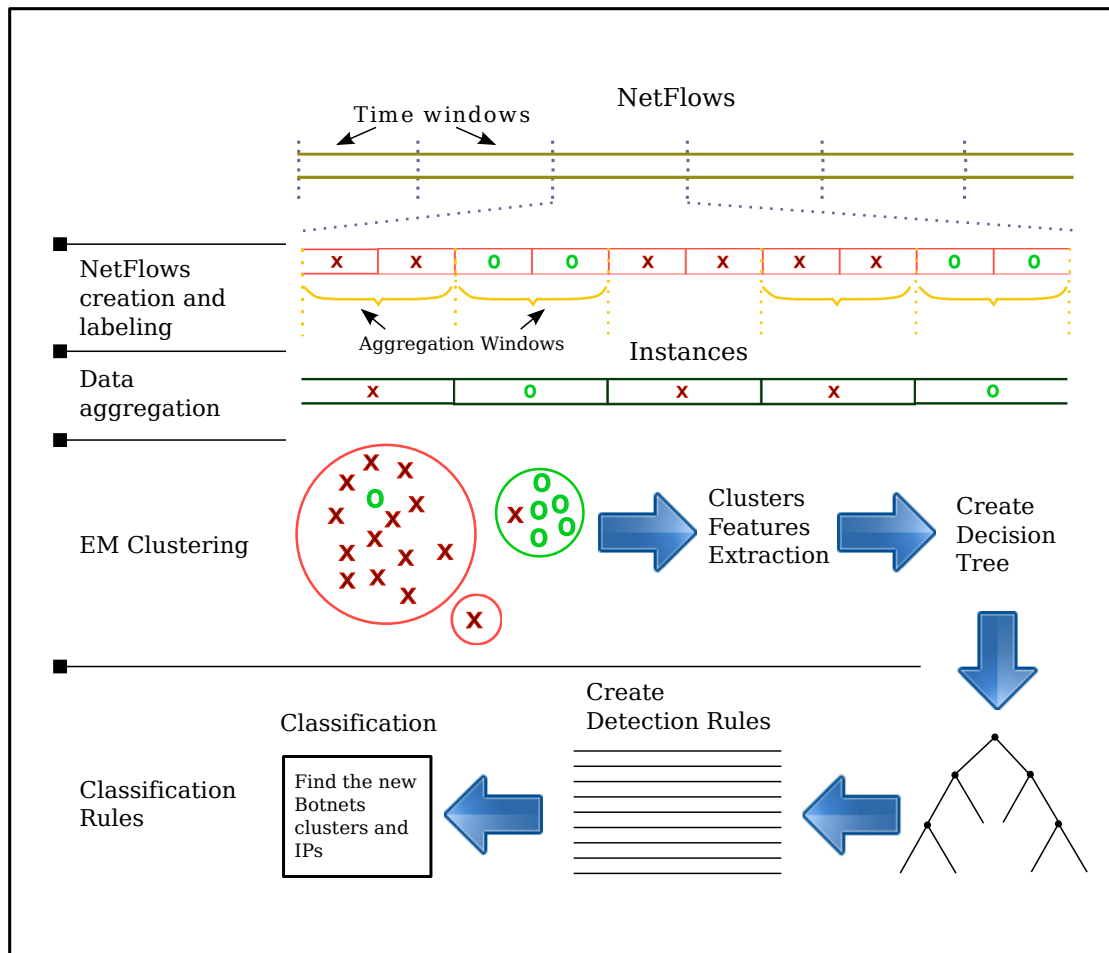 NetFlows
Time windows
NetFlows
creation and
labeling
X X O O X X X X O O
Aggregation Windows
Instances
Data
aggregation
X O X X O
EM Clustering
X
X
X
O
X
X
X
X
X
X
X
X
X
X
X
O
O
X
O
O
O
X
Clusters
Features
Extraction
Create
Decision
Tree
Create
Detection Rules
Classification
Classification
Rules
Find the new
Botnets
clusters and
IPs